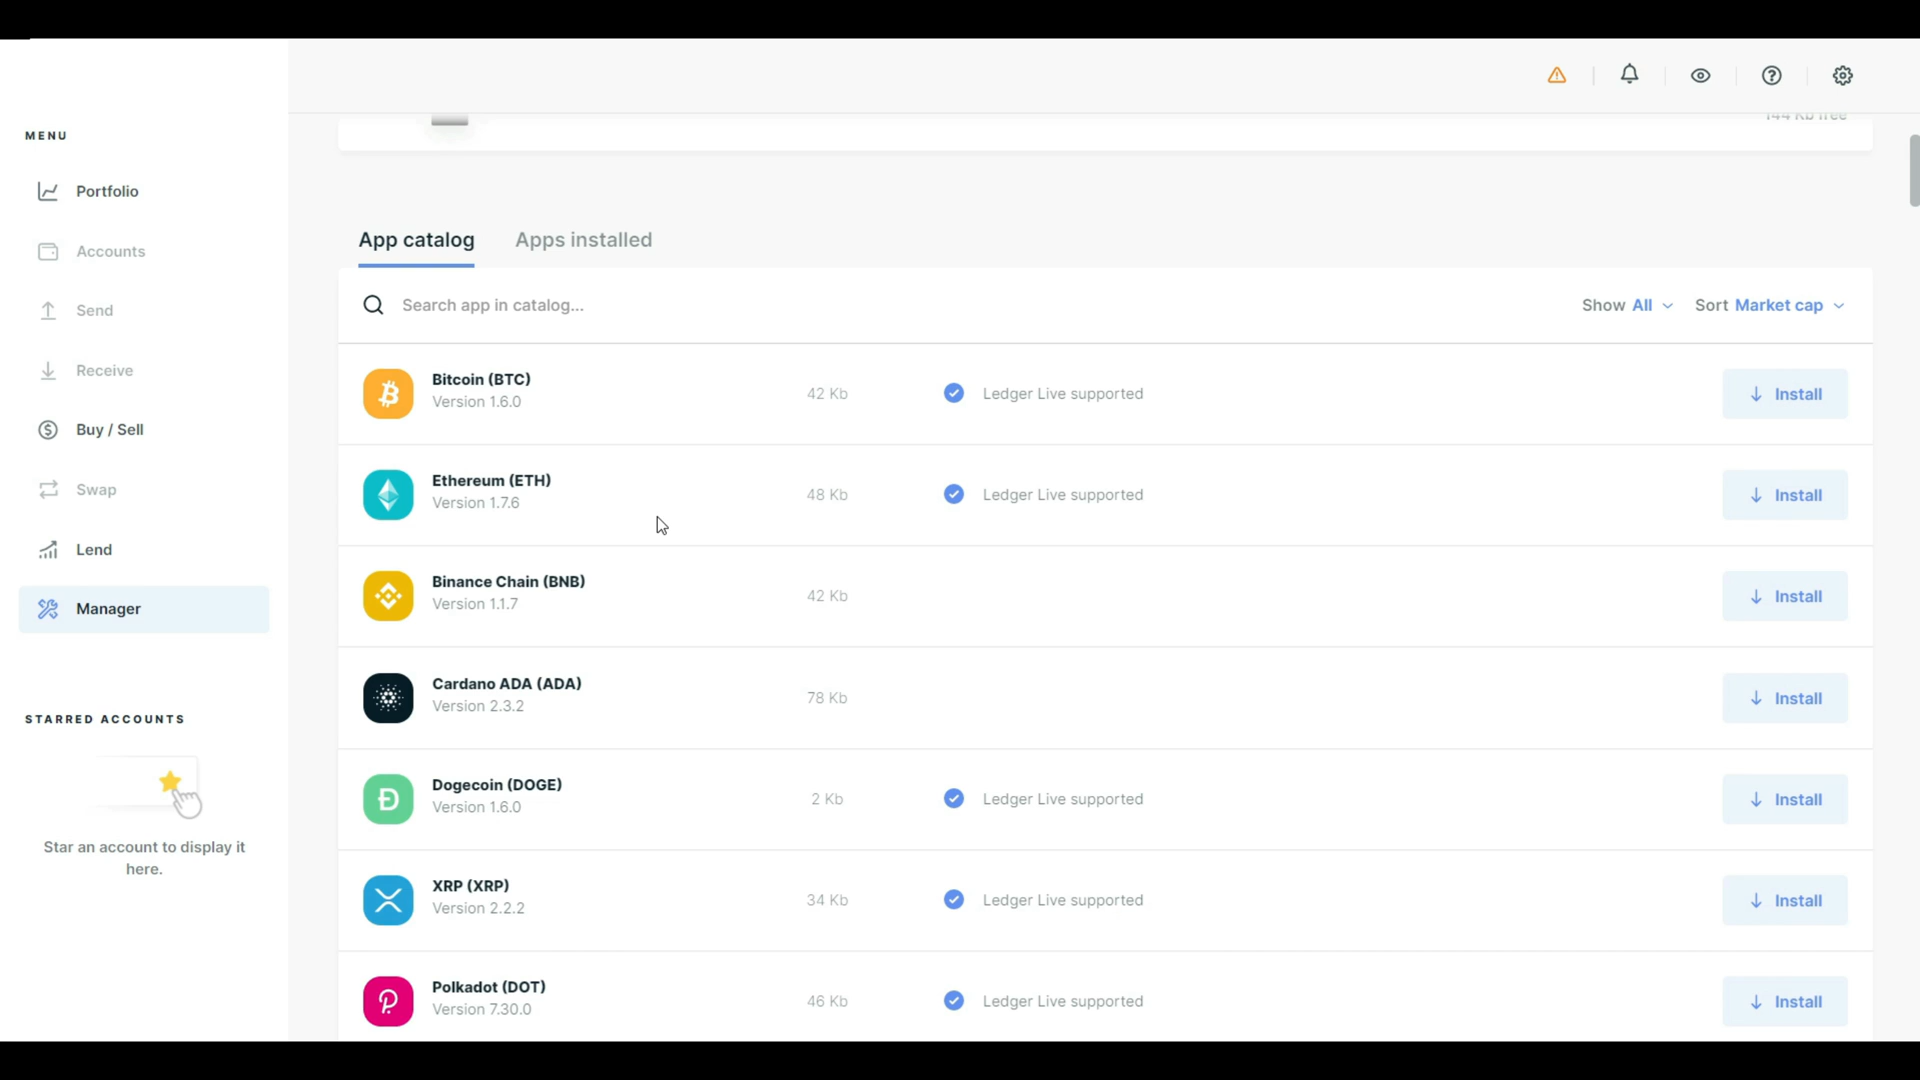 144 Kb free
MENU
Portfolio
Accounts
Send
Receive
Buy / Sell
Swap
Lend
Manager
STARRED ACCOUNTS
Star an account to display it
here.
App catalog
Apps installed
Search app in catalog...
Show All
Sort Market cap
Bitcoin (BTC)
Version 1.6.0
42 Kb
Ledger Live supported
Install
Ethereum (ETH)
Version 1.7.6
48 Kb
Ledger Live supported
Install
Binance Chain (BNB)
Version 1.1.7
42 Kb
Install
Cardano ADA (ADA)
Version 2.3.2
78 Kb
Install
Dogecoin (DOGE)
Version 1.6.0
2 Kb
Ledger Live supported
Install
XRP (XRP)
Version 2.2.2
34 Kb
Ledger Live supported
Install
Polkadot (DOT)
Version 7.30.0
46 Kb
Ledger Live supported
Install